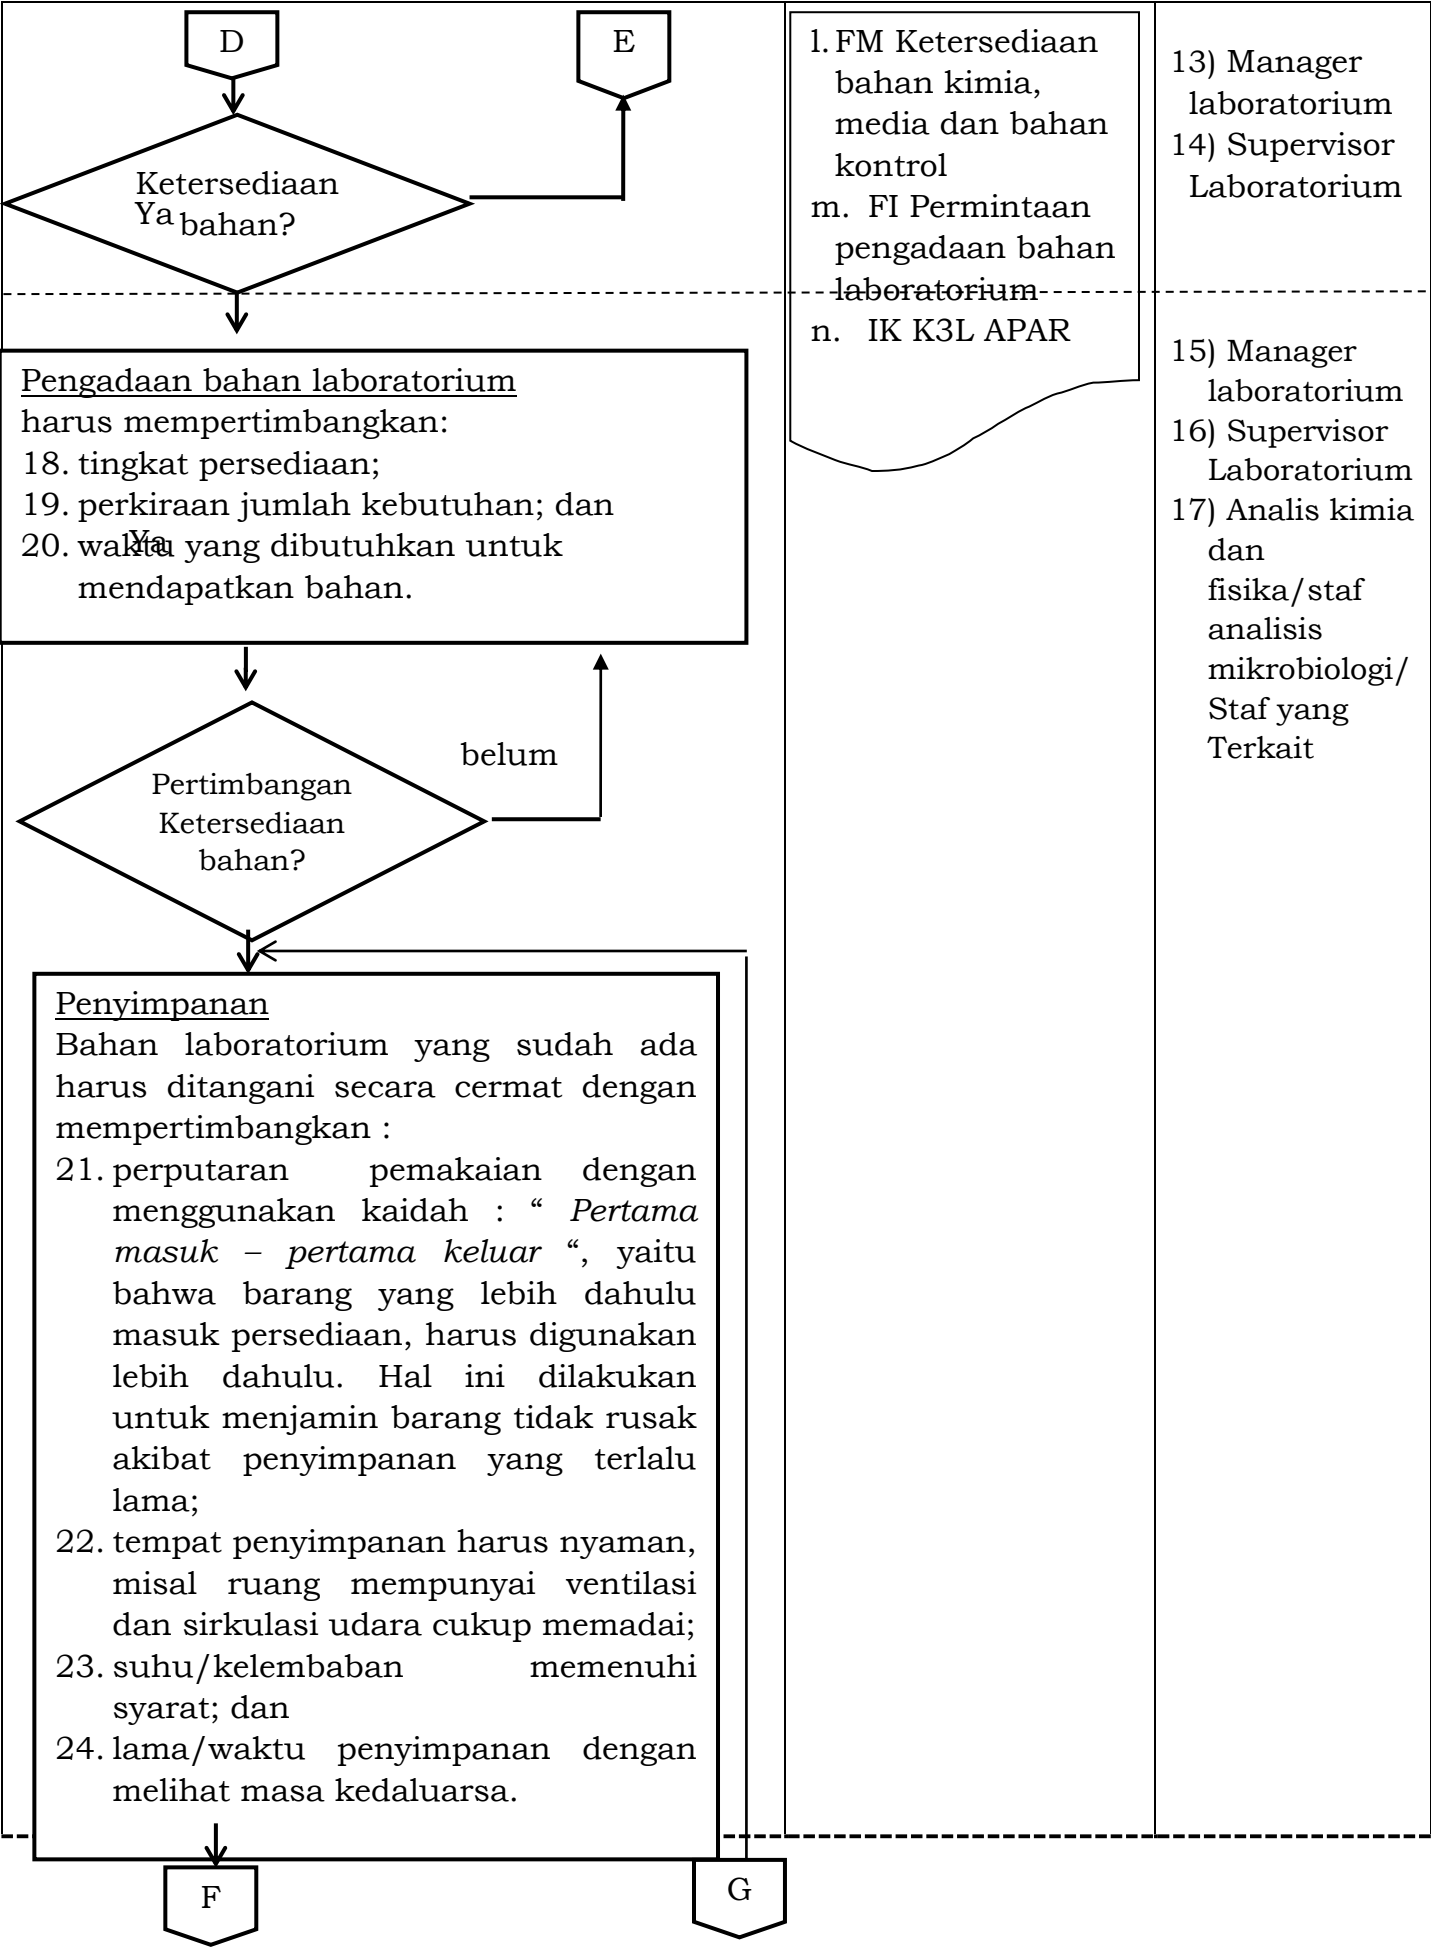 D
E
Ketersediaan
Ya
bahan?
Pengadaan bahan laboratorium
harus mempertimbangkan:
18. tingkat persediaan;
19. perkiraan jumlah kebutuhan; dan
20. waktu yang dibutuhkan untuk
Ya
mendapatkan bahan.
belum
Pertimbangan
Ketersediaan
bahan?
Penyimpanan
Bahan laboratorium yang sudah ada
harus ditangani secara cermat dengan
mempertimbangkan :
21. perputaran pemakaian dengan
menggunakan kaidah : “ Pertama
masuk – pertama keluar “, yaitu
bahwa barang yang lebih dahulu
masuk persediaan, harus digunakan
lebih dahulu. Hal ini dilakukan
untuk menjamin barang tidak rusak
akibat penyimpanan yang terlalu
lama;
22. tempat penyimpanan harus nyaman,
misal ruang mempunyai ventilasi
dan sirkulasi udara cukup memadai;
23. suhu/kelembaban memenuhi
syarat; dan
24. lama/waktu penyimpanan dengan
melihat masa kedaluarsa.
F
G
l. FM Ketersediaan
bahan kimia,
media dan bahan
kontrol
m. FI Permintaan
pengadaan bahan
laboratorium
n. IK K3L APAR
13) Manager
laboratorium
14) Supervisor
Laboratorium
15) Manager
laboratorium
16) Supervisor
Laboratorium
17) Analis kimia
dan
fisika/staf
analisis
mikrobiologi/
Staf yang
Terkait